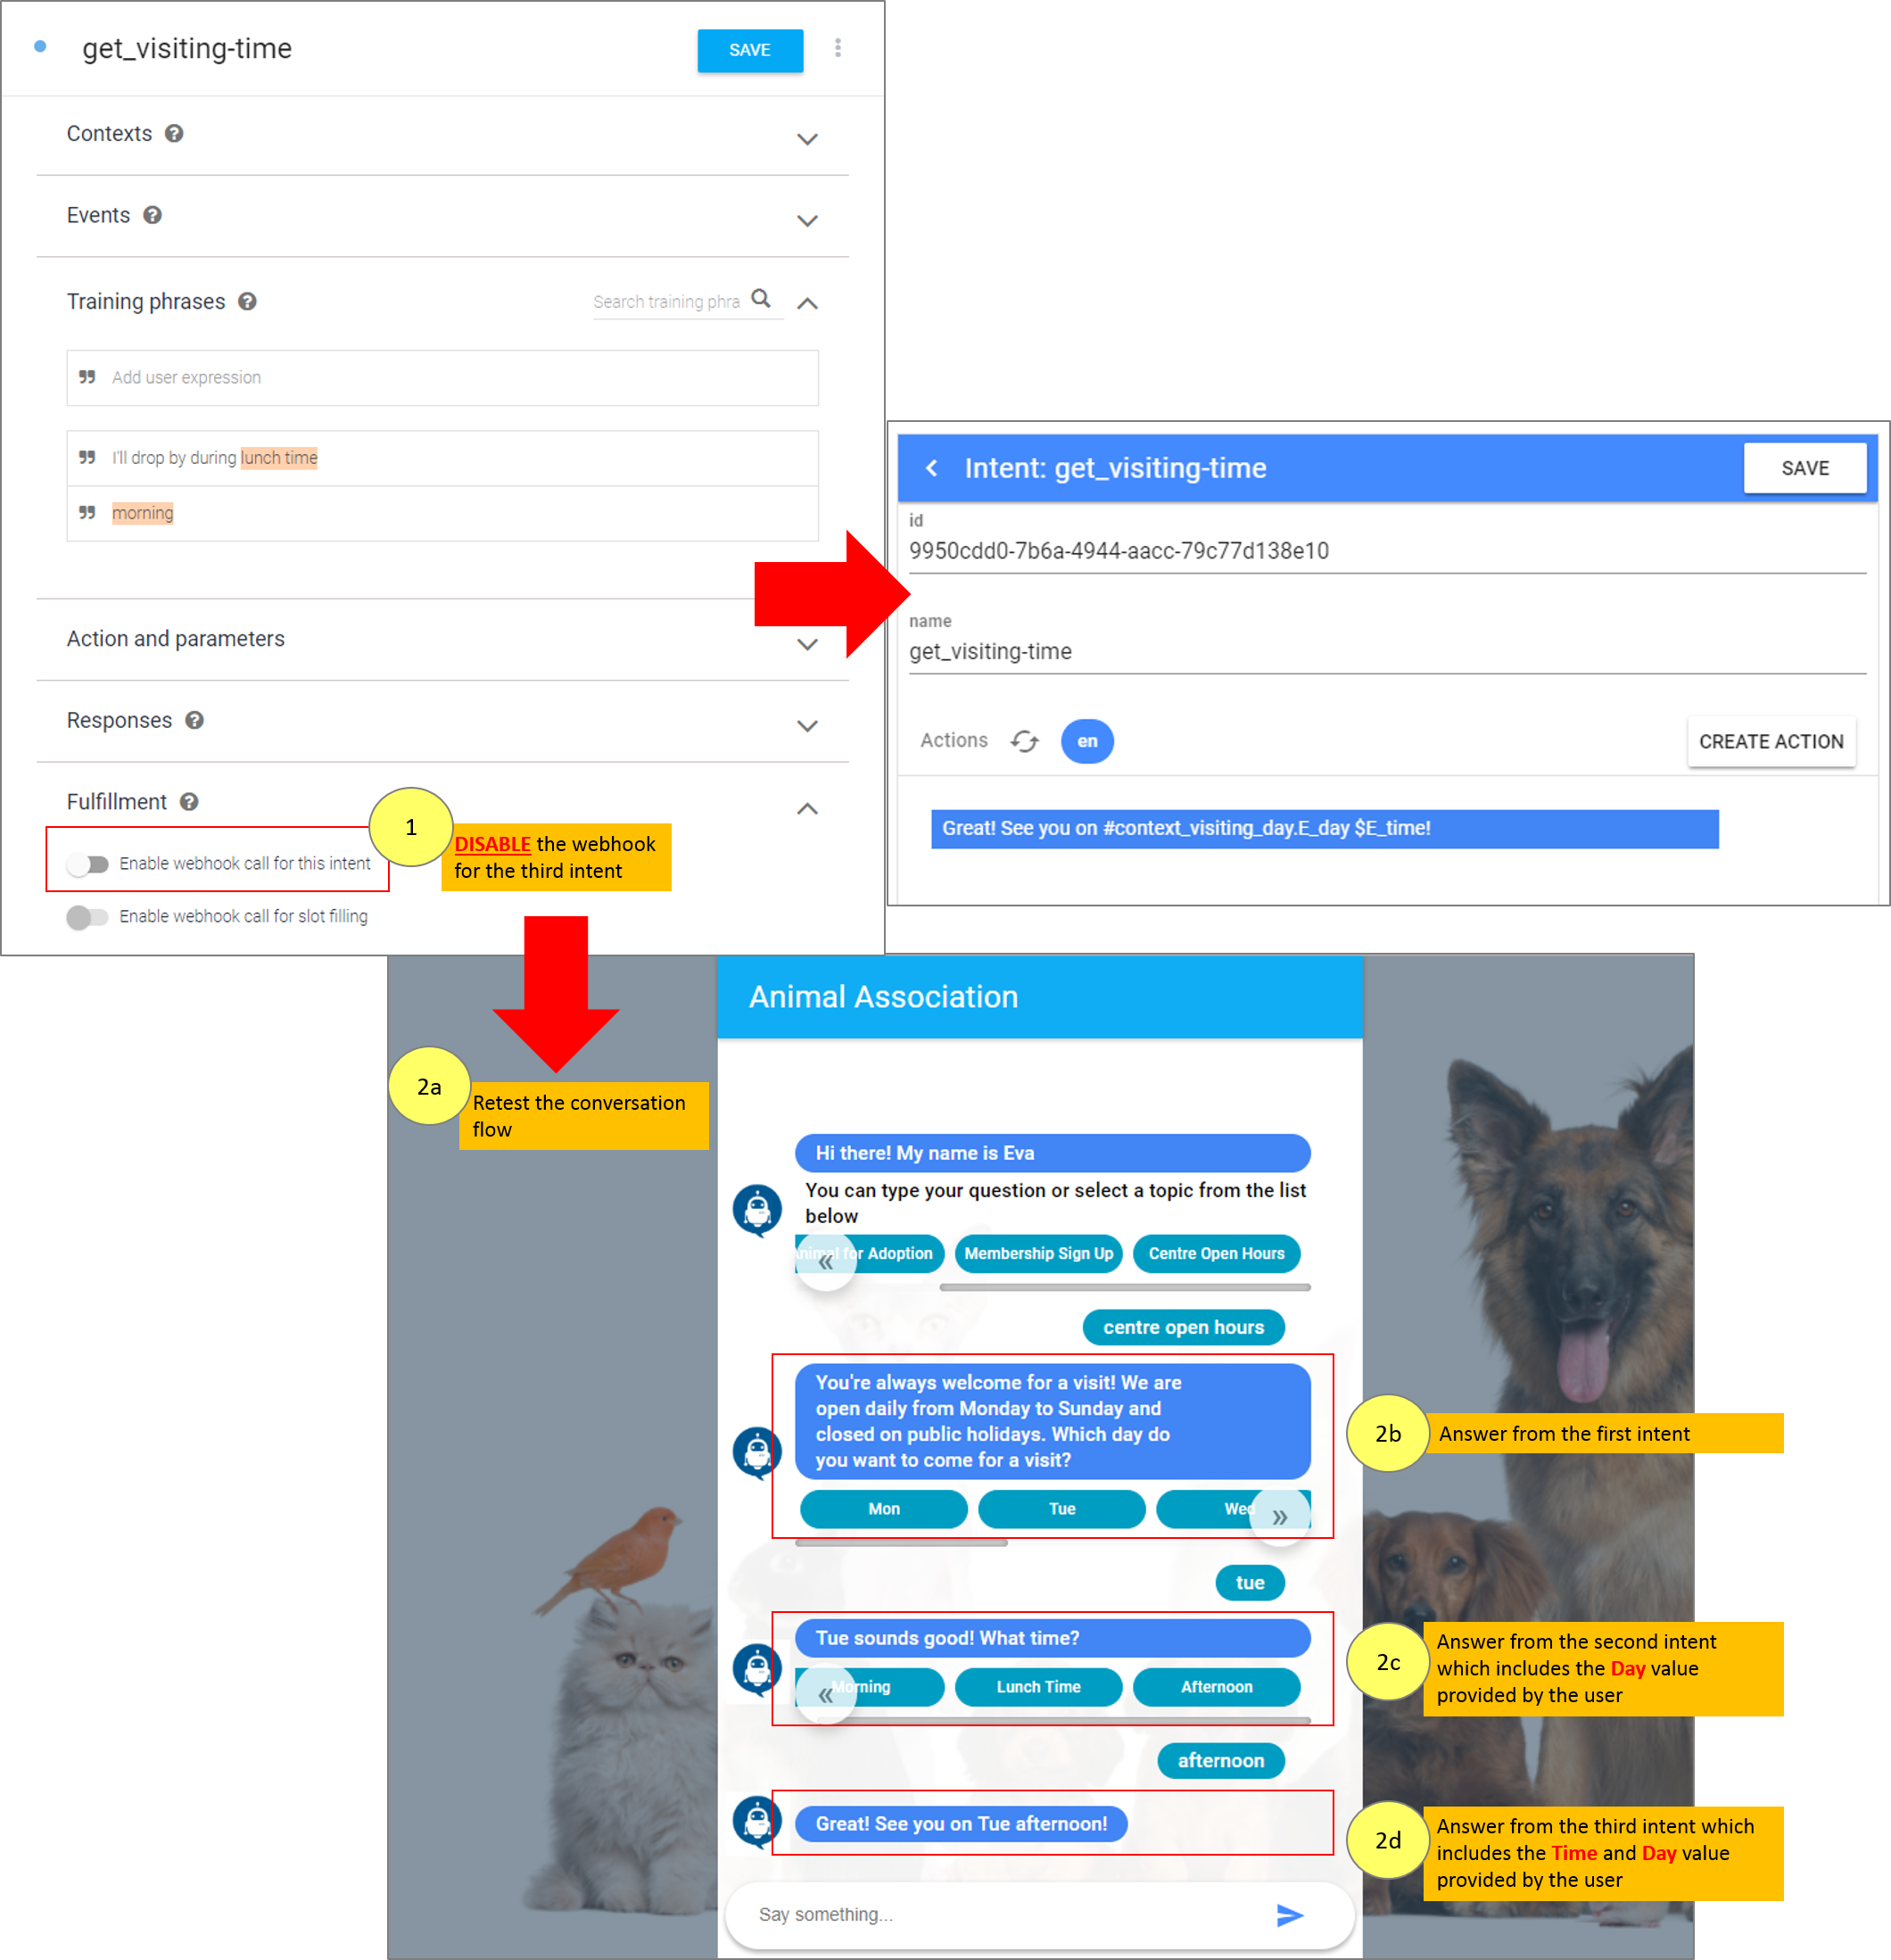 get_visiting-time
SAVE
Contexts
Events
Training phrases
Search training phra
Add user expression
I'll drop by during lunch time
morning
Action and parameters
Responses
Fulfillment
Enable webhook call for this intent
Enable webhook call for slot filling
1
DISABLE the webhook
for the third intent
Intent: get_visiting-time
SAVE
id
9950cdd0-7b6a-4944-aacc-79c77d138e10
name
get_visiting-time
Actions
en
CREATE ACTION
Great! See you on #context_visiting_day.E_day $E_time!
2a
Retest the conversation
flow
Animal Association
Hi there! My name is Eva
You can type your question or select a topic from the list
below
Animal for Adoption
Membership Sign Up
Centre Open Hours
centre open hours
You're always welcome for a visit! We are
open daily from Monday to Sunday and
closed on public holidays. Which day do
you want to come for a visit?
Mon
Tue
Wed
2b
Answer from the first intent
tue
Tue sounds good! What time?
Morning
Lunch Time
Afternoon
2c
Answer from the second intent
which includes the Day value
provided by the user
afternoon
Great! See you on Tue afternoon!
2d
Answer from the third intent which
includes the Time and Day value
provided by the user
Say something...